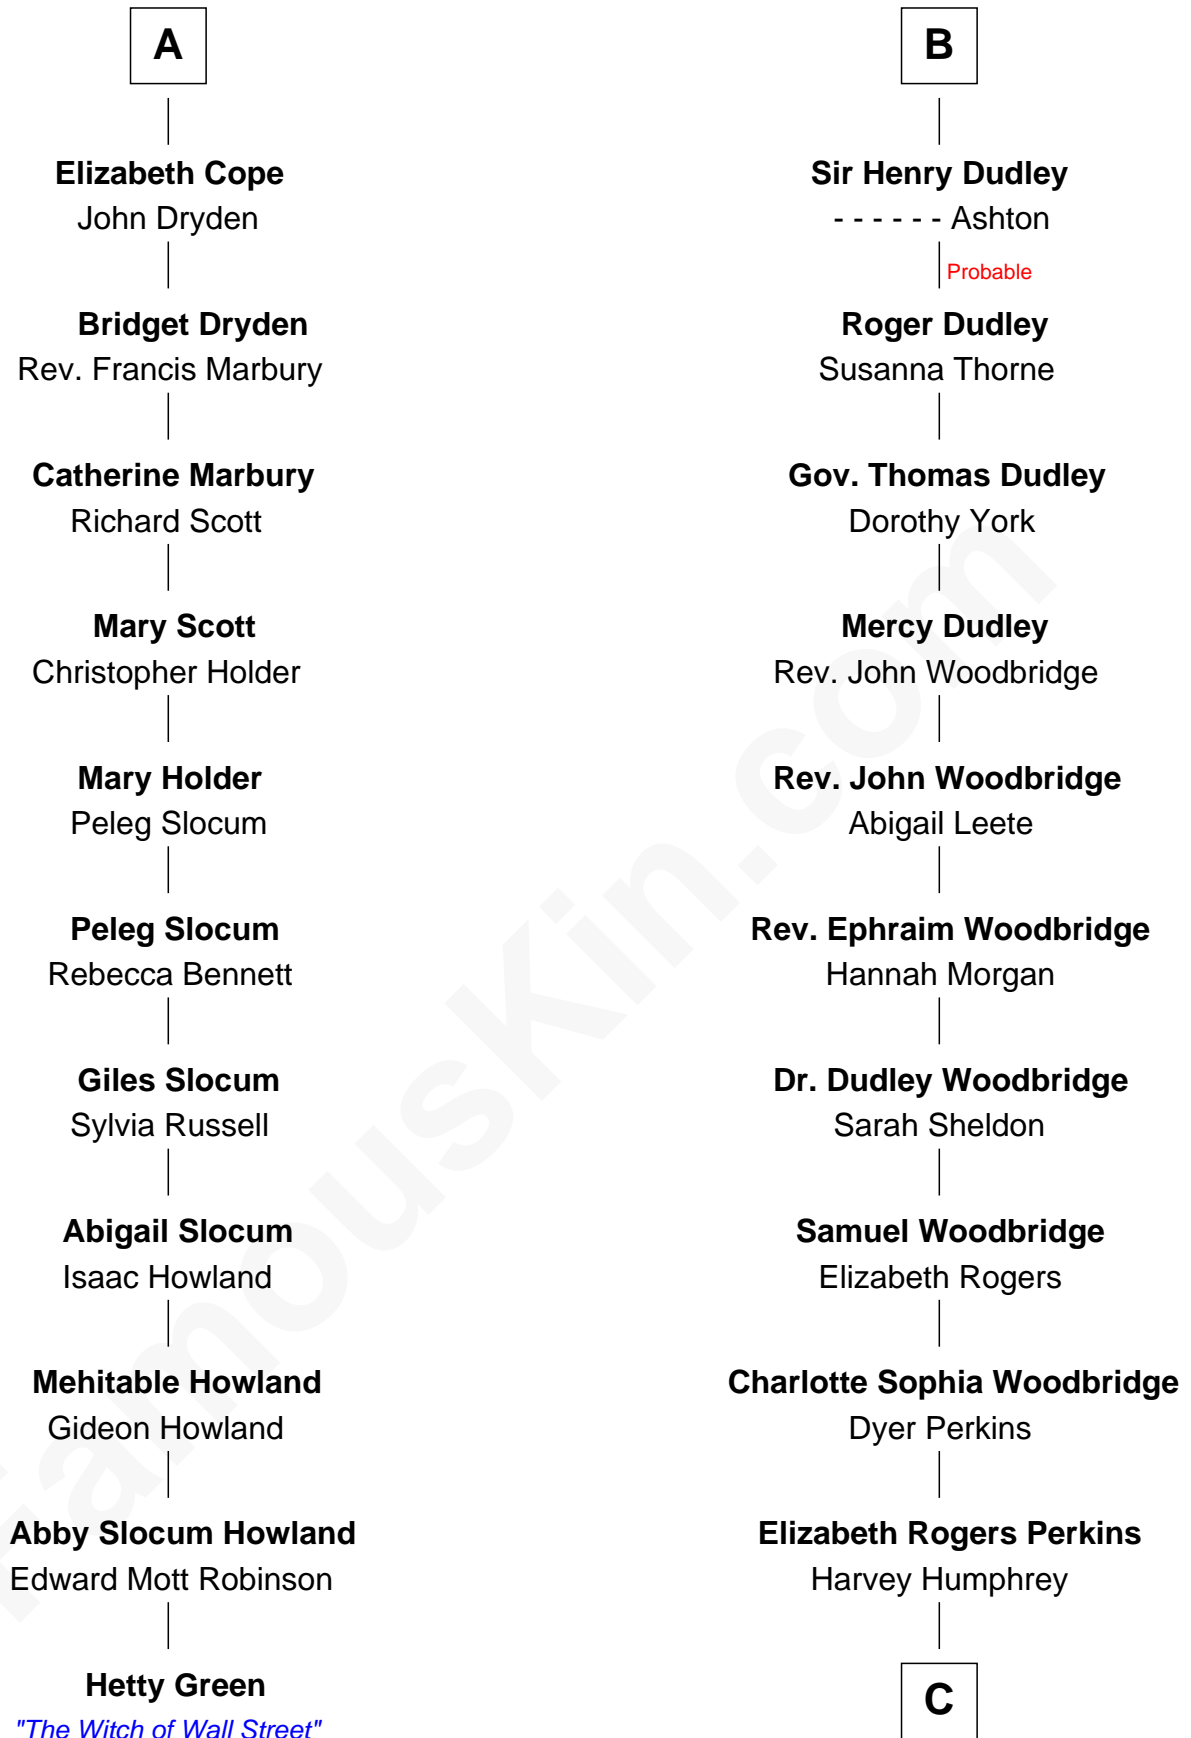 A
Elizabeth Cope
John Dryden
Bridget Dryden
Rev. Francis Marbury
Catherine Marbury
Richard Scott
Mary Scott
Christopher Holder
Mary Holder
Peleg Slocum
Peleg Slocum
Rebecca Bennett
Giles Slocum
Sylvia Russell
Abigail Slocum
Isaac Howland
Mehitable Howland
Gideon Howland
Abby Slocum Howland
Edward Mott Robinson
Hetty Green
"The Witch of Wall Street"
B
Sir Henry Dudley
- - - - - - Ashton
Probable
Roger Dudley
Susanna Thorne
Gov. Thomas Dudley
Dorothy York
Mercy Dudley
Rev. John Woodbridge
Rev. John Woodbridge
Abigail Leete
Rev. Ephraim Woodbridge
Hannah Morgan
Dr. Dudley Woodbridge
Sarah Sheldon
Samuel Woodbridge
Elizabeth Rogers
Charlotte Sophia Woodbridge
Dyer Perkins
Elizabeth Rogers Perkins
Harvey Humphrey
C
FamousKin.com